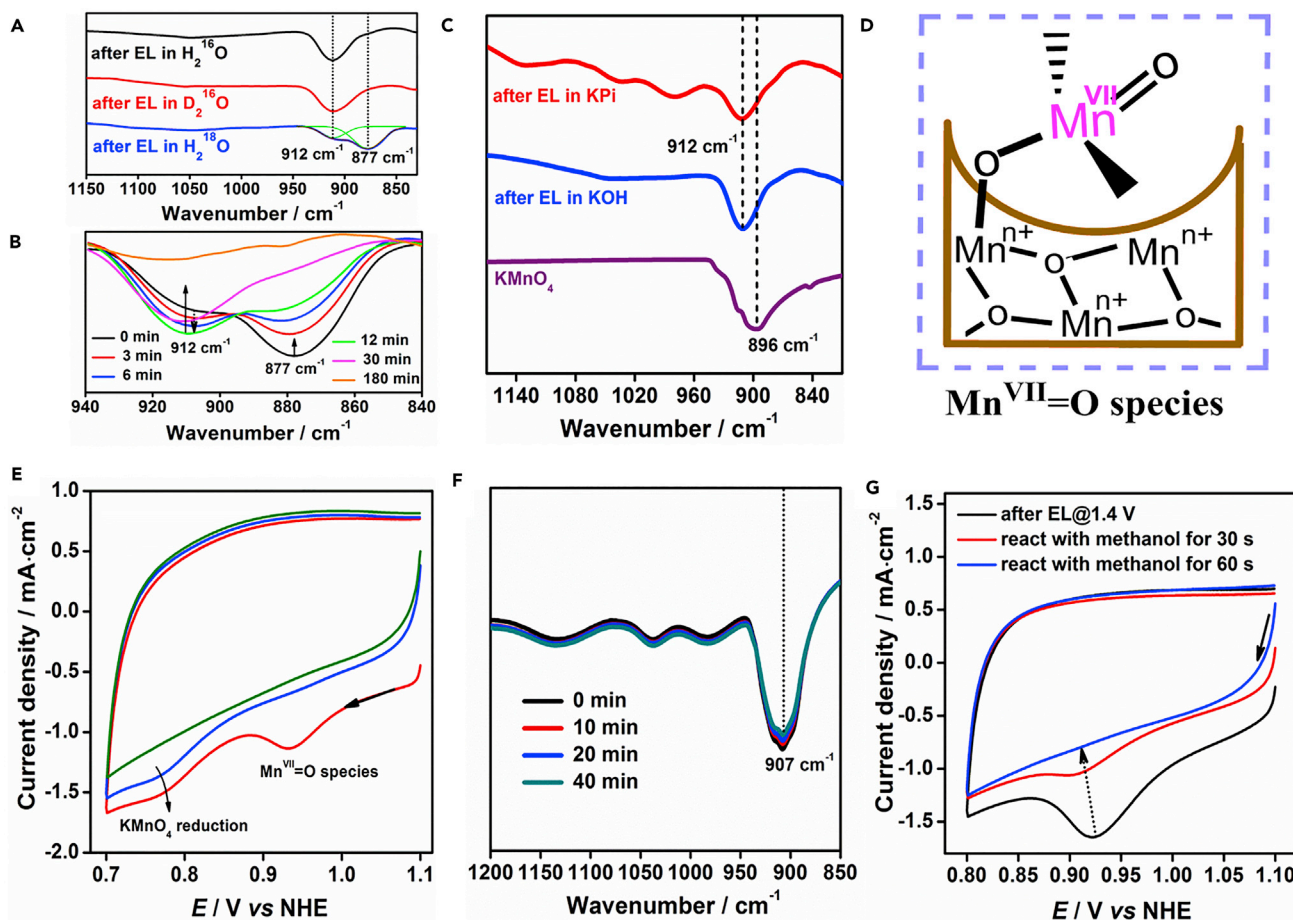 A
after EL in H₂¹⁶O
after EL in D₂¹⁶O
after EL in H₂¹⁸O
912 cm⁻¹
877 cm⁻¹
1150 1100 1050 1000 950 900 850
Wavenumber / cm⁻¹
B
0 min
3 min
6 min
912 cm⁻¹
877 cm⁻¹
12 min
30 min
180 min
940 920 900 880 860 840
Wavenumber / cm⁻¹
C
after EL in KPi
912 cm⁻¹
after EL in KOH
KMnO₄
896 cm⁻¹
1140 1080 1020 960 900 840
Wavenumber / cm⁻¹
D
O
VII
Mn
O
Mnⁿ⁺
O
Mnⁿ⁺
O
n+
Mn
O
Mn^VII=O species
E
Current density / mA·cm⁻²
1.0
0.5
0.0
-0.5
-1.0
-1.5
-2.0
Mn^VII=O species
KMnO₄ reduction
0.7 0.8 0.9 1.0 1.1
E / V vs NHE
F
0 min
10 min
20 min
40 min
907 cm⁻¹
1200 1150 1100 1050 1000 950 900 850
Wavenumber / cm⁻¹
G
Current density / mA·cm⁻²
1.5
1.0
0.5
0.0
-0.5
-1.0
-1.5
after EL@1.4 V
react with methanol for 30 s
react with methanol for 60 s
0.80 0.85 0.90 0.95 1.00 1.05 1.10
E / V vs NHE